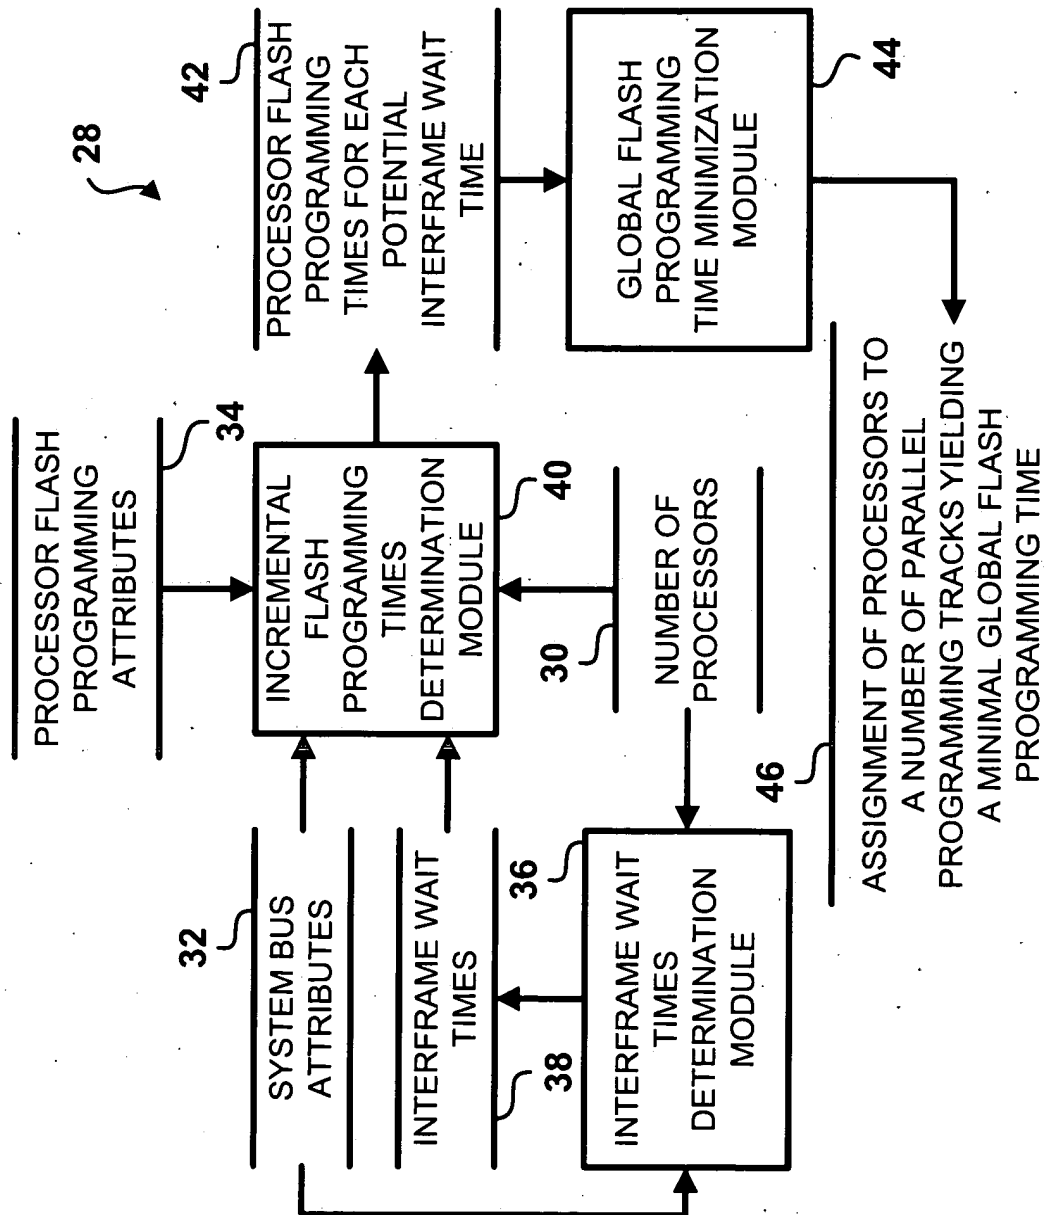 28
PROCESSOR FLASH
PROGRAMMING
ATTRIBUTES
34
42
PROCESSOR FLASH
PROGRAMMING
TIMES FOR EACH
POTENTIAL
INTERFRAME WAIT
TIME
32
SYSTEM BUS
ATTRIBUTES
INTERFRAME WAIT
TIMES
38
INCREMENTAL
FLASH
PROGRAMMING
TIMES
DETERMINATION
MODULE
40
GLOBAL FLASH
PROGRAMMING
TIME MINIMIZATION
MODULE
44
36
INTERFRAME WAIT
TIMES
DETERMINATION
MODULE
30
NUMBER OF
PROCESSORS
46
ASSIGNMENT OF PROCESSORS TO
A NUMBER OF PARALLEL
PROGRAMMING TRACKS YIELDING
A MINIMAL GLOBAL FLASH
PROGRAMMING TIME